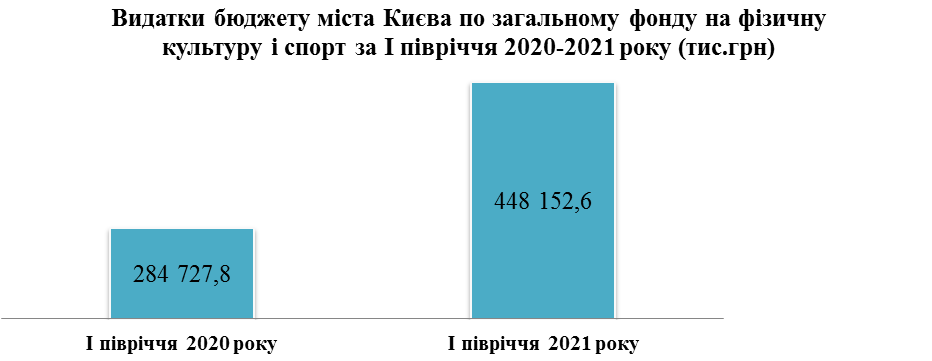 Видатки бюджету міста Києва по загальному фонду на фізичну
культуру і спорт за І півріччя 2020-2021 року (тис.грн)
448 152,6
284 727,8
І півріччя 2020 року
І півріччя 2021 року